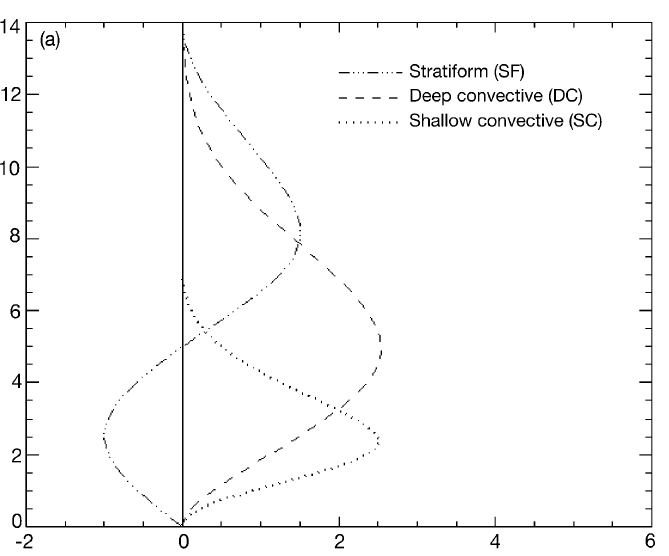 14
(a)
Stratiform (SF)
Deep convective (DC)
12
Shallow convective (SC)
10
8
6
4
2
0
-2 0 2 4 6